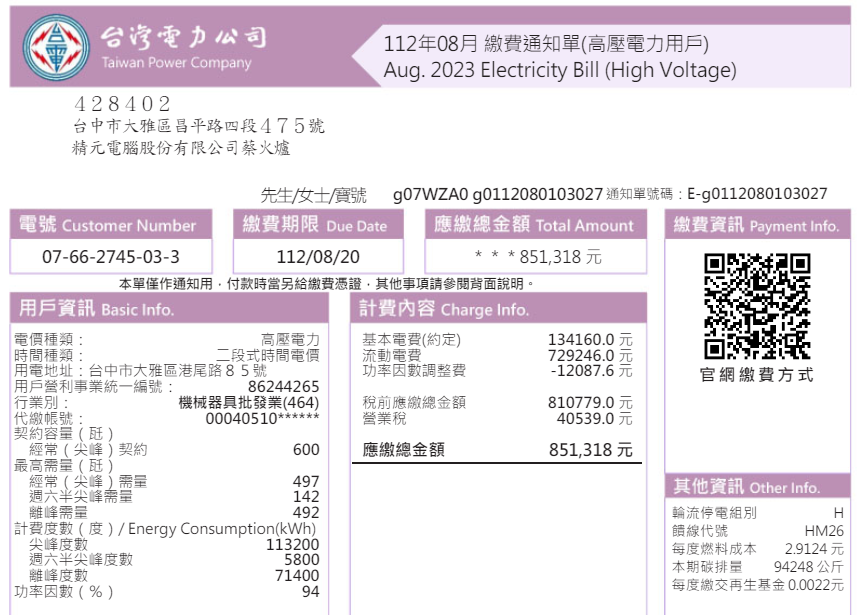 台灣電力公司
Taiwan Power Company
112年08月 繳費通知單(高壓電力用戶)
Aug. 2023 Electricity Bill (High Voltage)
428402
台中市大雅區昌平路四段475號
精元電腦股份有限公司蔡火爐
先生/女士/寶號 g07WZA0 g0112080103027 通知單號碼：E-g0112080103027
電號 Customer Number
07-66-2745-03-3
繳費期限 Due Date
112/08/20
應繳總金額 Total Amount
* * * 851,318 元
繳費資訊 Payment Info.
官網繳費方式
本單僅作通知用，付款時當另給繳費憑證，其他事項請參閱背面說明。
用戶資訊 Basic Info.
電價種類： 高壓電力
時間種類： 二段式時間電價
用電地址：台中市大雅區港尾路８５號
用戶營利事業統一編號： 86244265
行業別： 機械器具批發業(464)
代繳帳號： 00040510******
契約容量（瓩）
經常（尖峰）契約 600
最高需量（瓩）
經常（尖峰）需量 497
週六半尖峰需量 142
離峰需量 492
計費度數（度）/ Energy Consumption(kWh)
尖峰度數 113200
週六半尖峰度數 5800
離峰度數 71400
功率因數（%） 94
計費內容 Charge Info.
基本電費(約定) 134160.0 元
流動電費 729246.0 元
功率因數調整費 -12087.6 元
稅前應繳總金額 810779.0 元
營業稅 40539.0 元
應繳總金額 851,318 元
其他資訊 Other Info.
輪流停電組別 H
饋線代號 HM26
每度燃料成本 2.9124 元
本期碳排量 94248 公斤
每度繳交再生基金 0.0022元